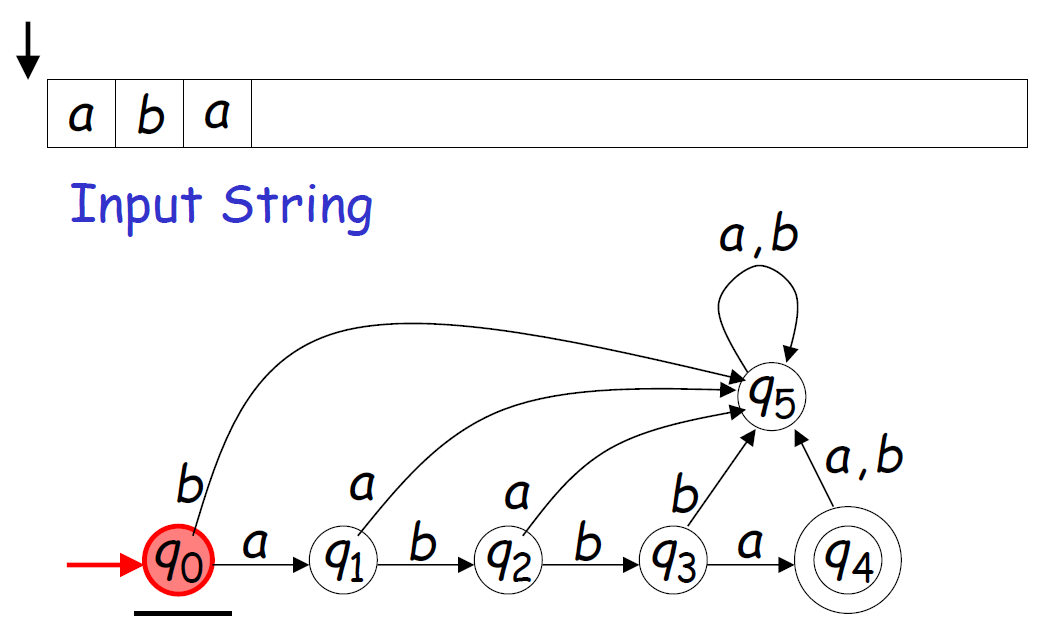 a b a
Input String
a,b
q5
b a a b a,b
q0 a q1 b q2 b q3 a q4